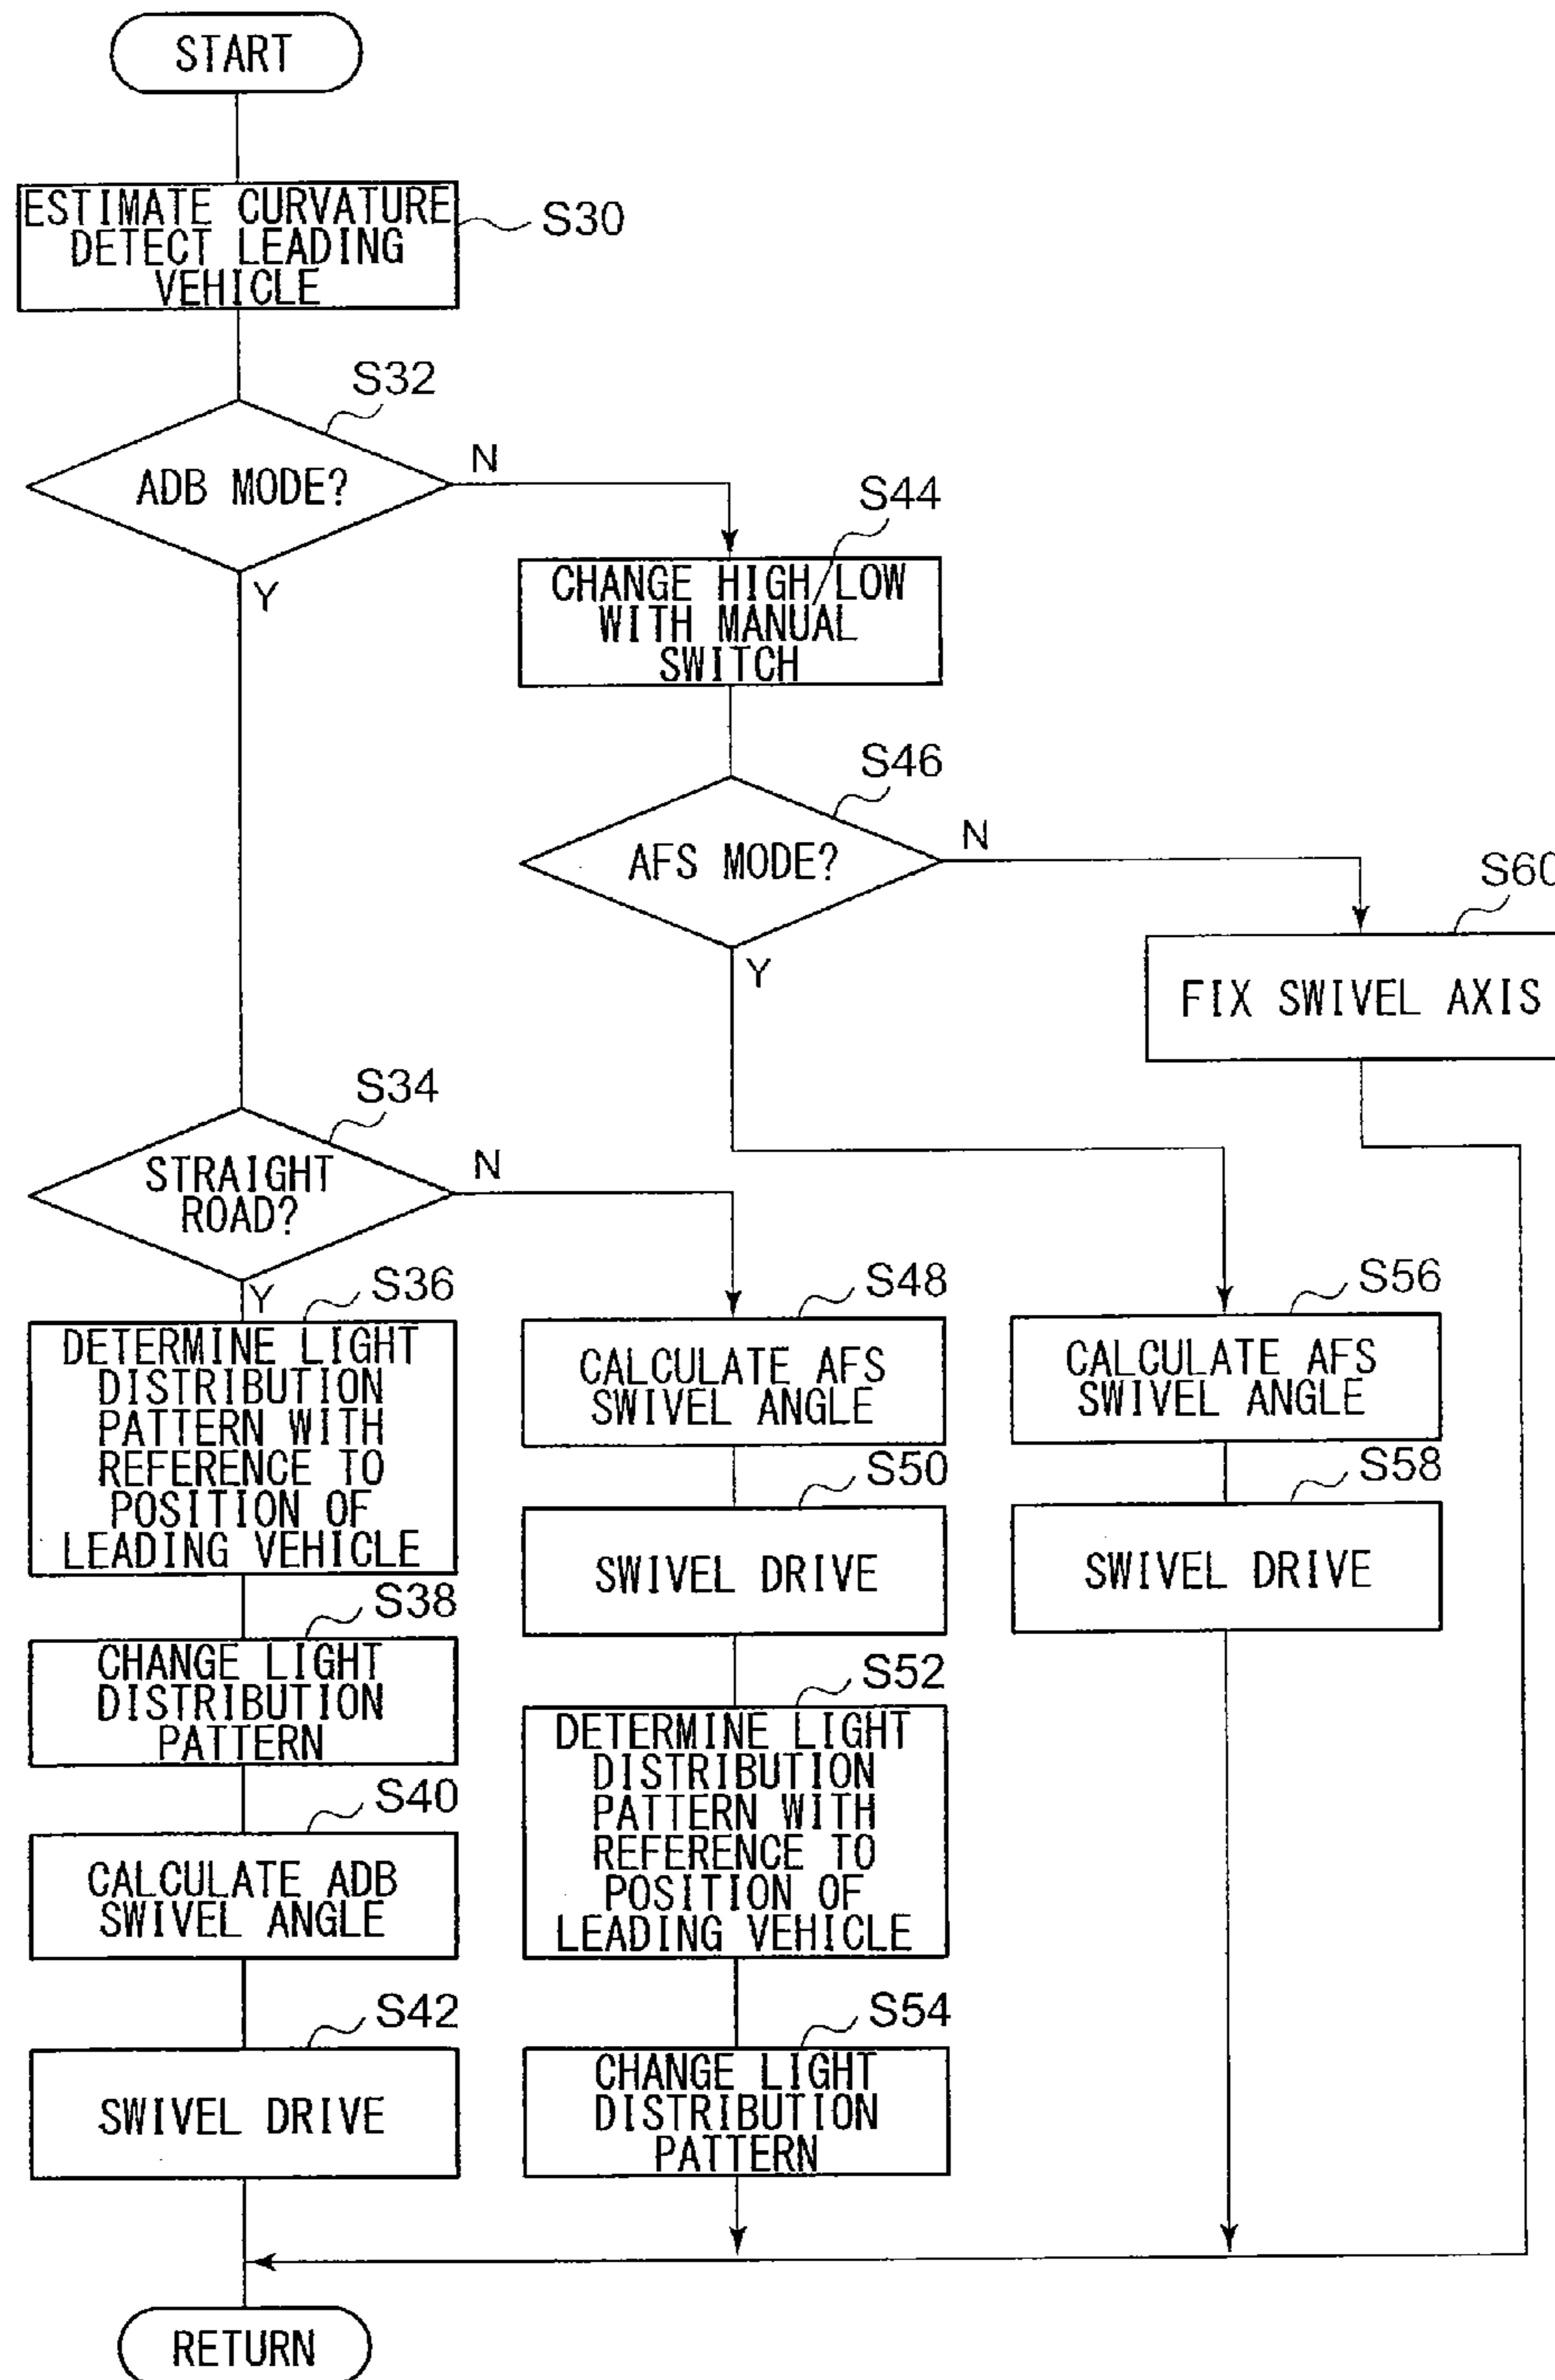 START
ESTIMATE CURVATURE
DETECT LEADING
VEHICLE
S30
S32
ADB MODE?
N
Y
S44
CHANGE HIGH/LOW
WITH MANUAL
SWITCH
S46
AFS MODE?
N
Y
S60
FIX SWIVEL AXIS
S34
STRAIGHT
ROAD?
N
Y
S36
DETERMINE LIGHT
DISTRIBUTION
PATTERN WITH
REFERENCE TO
POSITION OF
LEADING VEHICLE
S38
CHANGE LIGHT
DISTRIBUTION
PATTERN
S40
CALCULATE ADB
SWIVEL ANGLE
S42
SWIVEL DRIVE
S48
CALCULATE AFS
SWIVEL ANGLE
S50
SWIVEL DRIVE
S52
DETERMINE LIGHT
DISTRIBUTION
PATTERN WITH
REFERENCE TO
POSITION OF
LEADING VEHICLE
S54
CHANGE LIGHT
DISTRIBUTION
PATTERN
S56
CALCULATE AFS
SWIVEL ANGLE
S58
SWIVEL DRIVE
RETURN